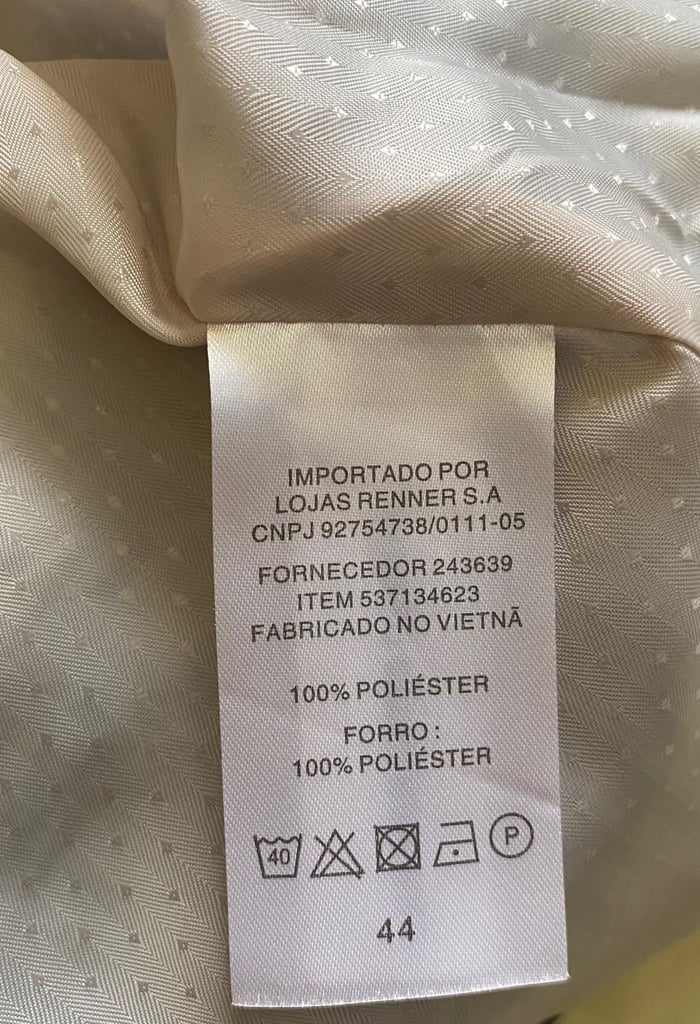 IMPORTADO POR
LOJAS RENNER S.A
CNPJ 92754738/0111-05
FORNECEDOR 243639
ITEM 537134623
FABRICADO NO VIETNÃ
100% POLIÉSTER
FORRO :
100% POLIÉSTER
40 P
44